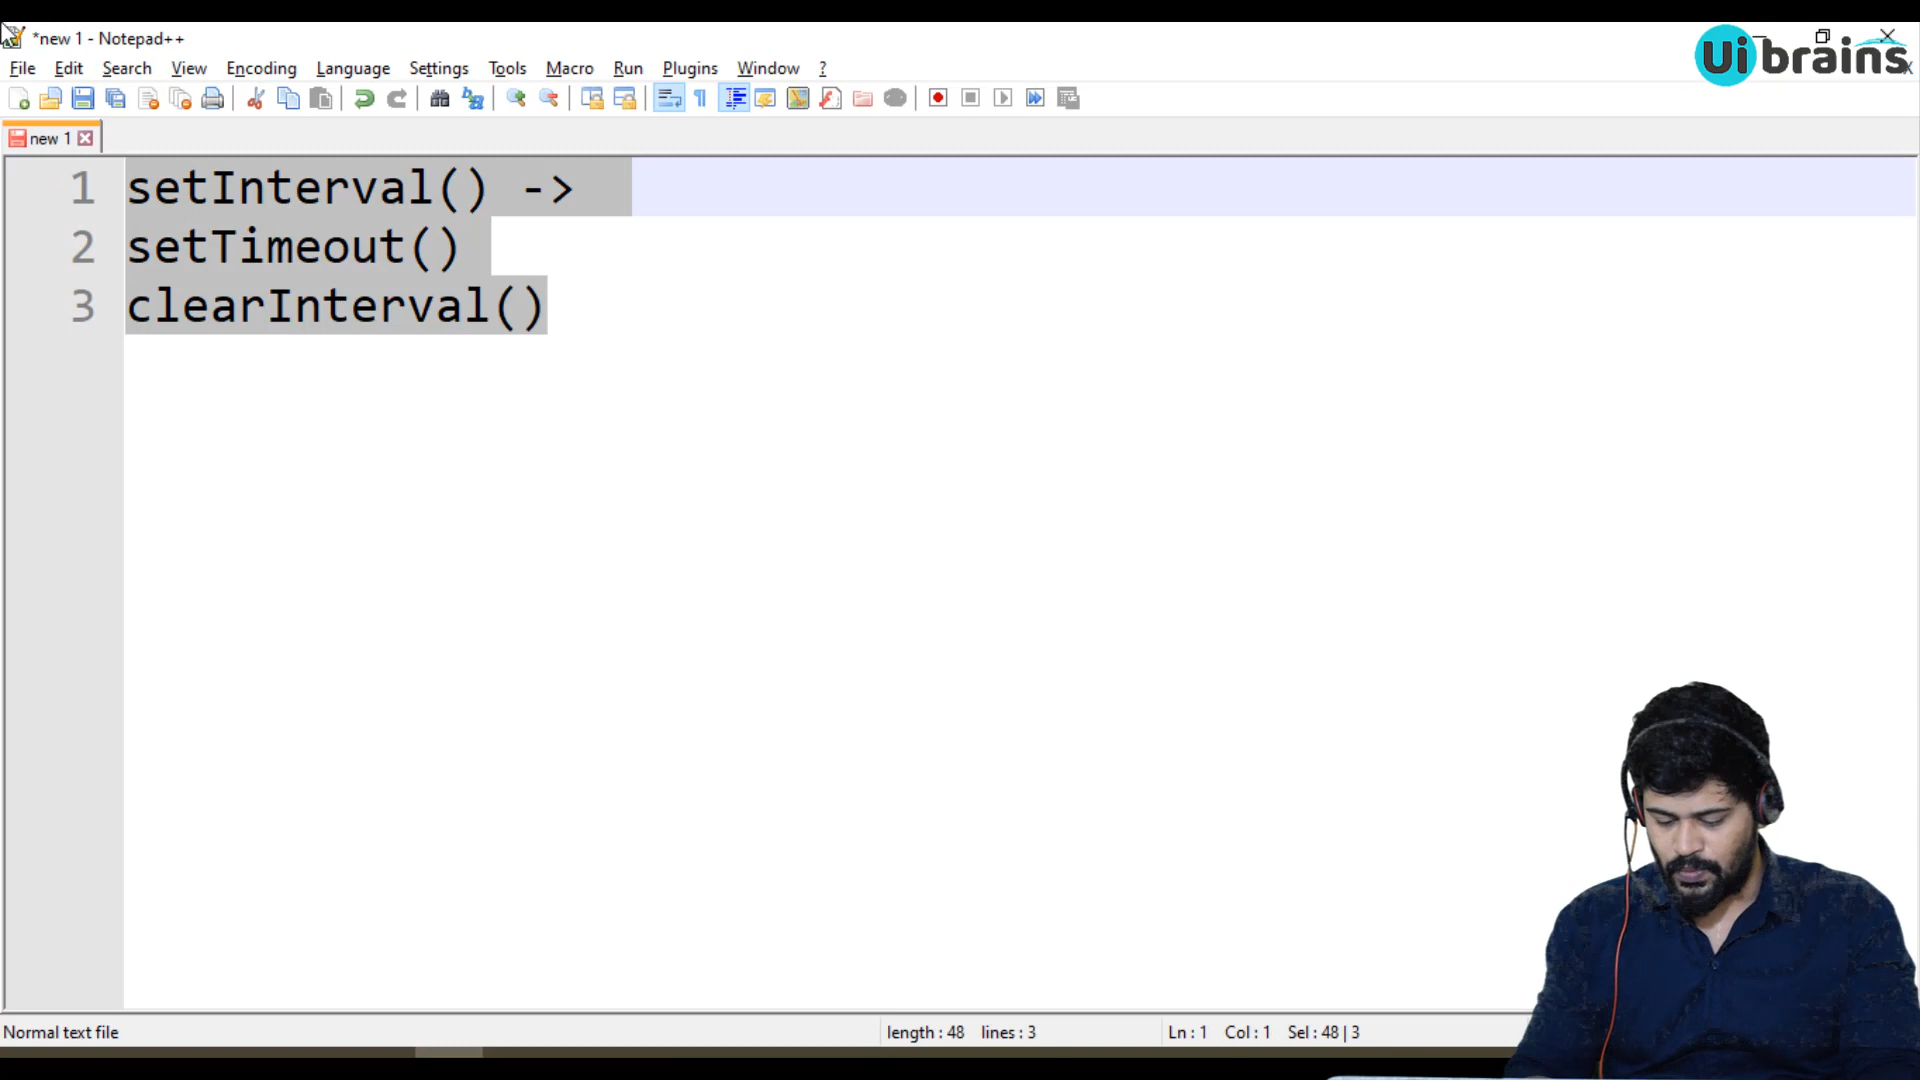 *new 1 - Notepad++
Uibrains
File Edit Search View Encoding Language Settings Tools Macro Run Plugins Window ?
new 1
1 setInterval() ->
2 setTimeout()
3 clearInterval()
Normal text file length : 48 lines : 3 Ln : 1 Col : 1 Sel : 48 | 3